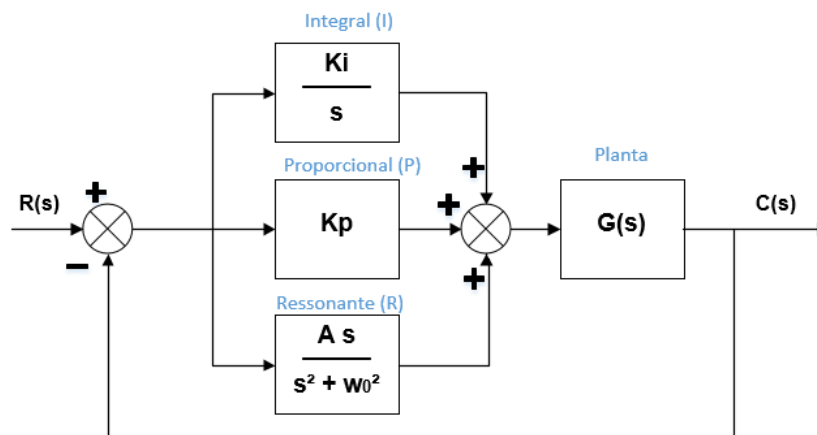 Integral (I)
Ki
s
Proporcional (P)
Planta
R(s)
+
+
+
Kp
G(s)
C(s)
−
+
Ressonante (R)
A s
s² + w₀²